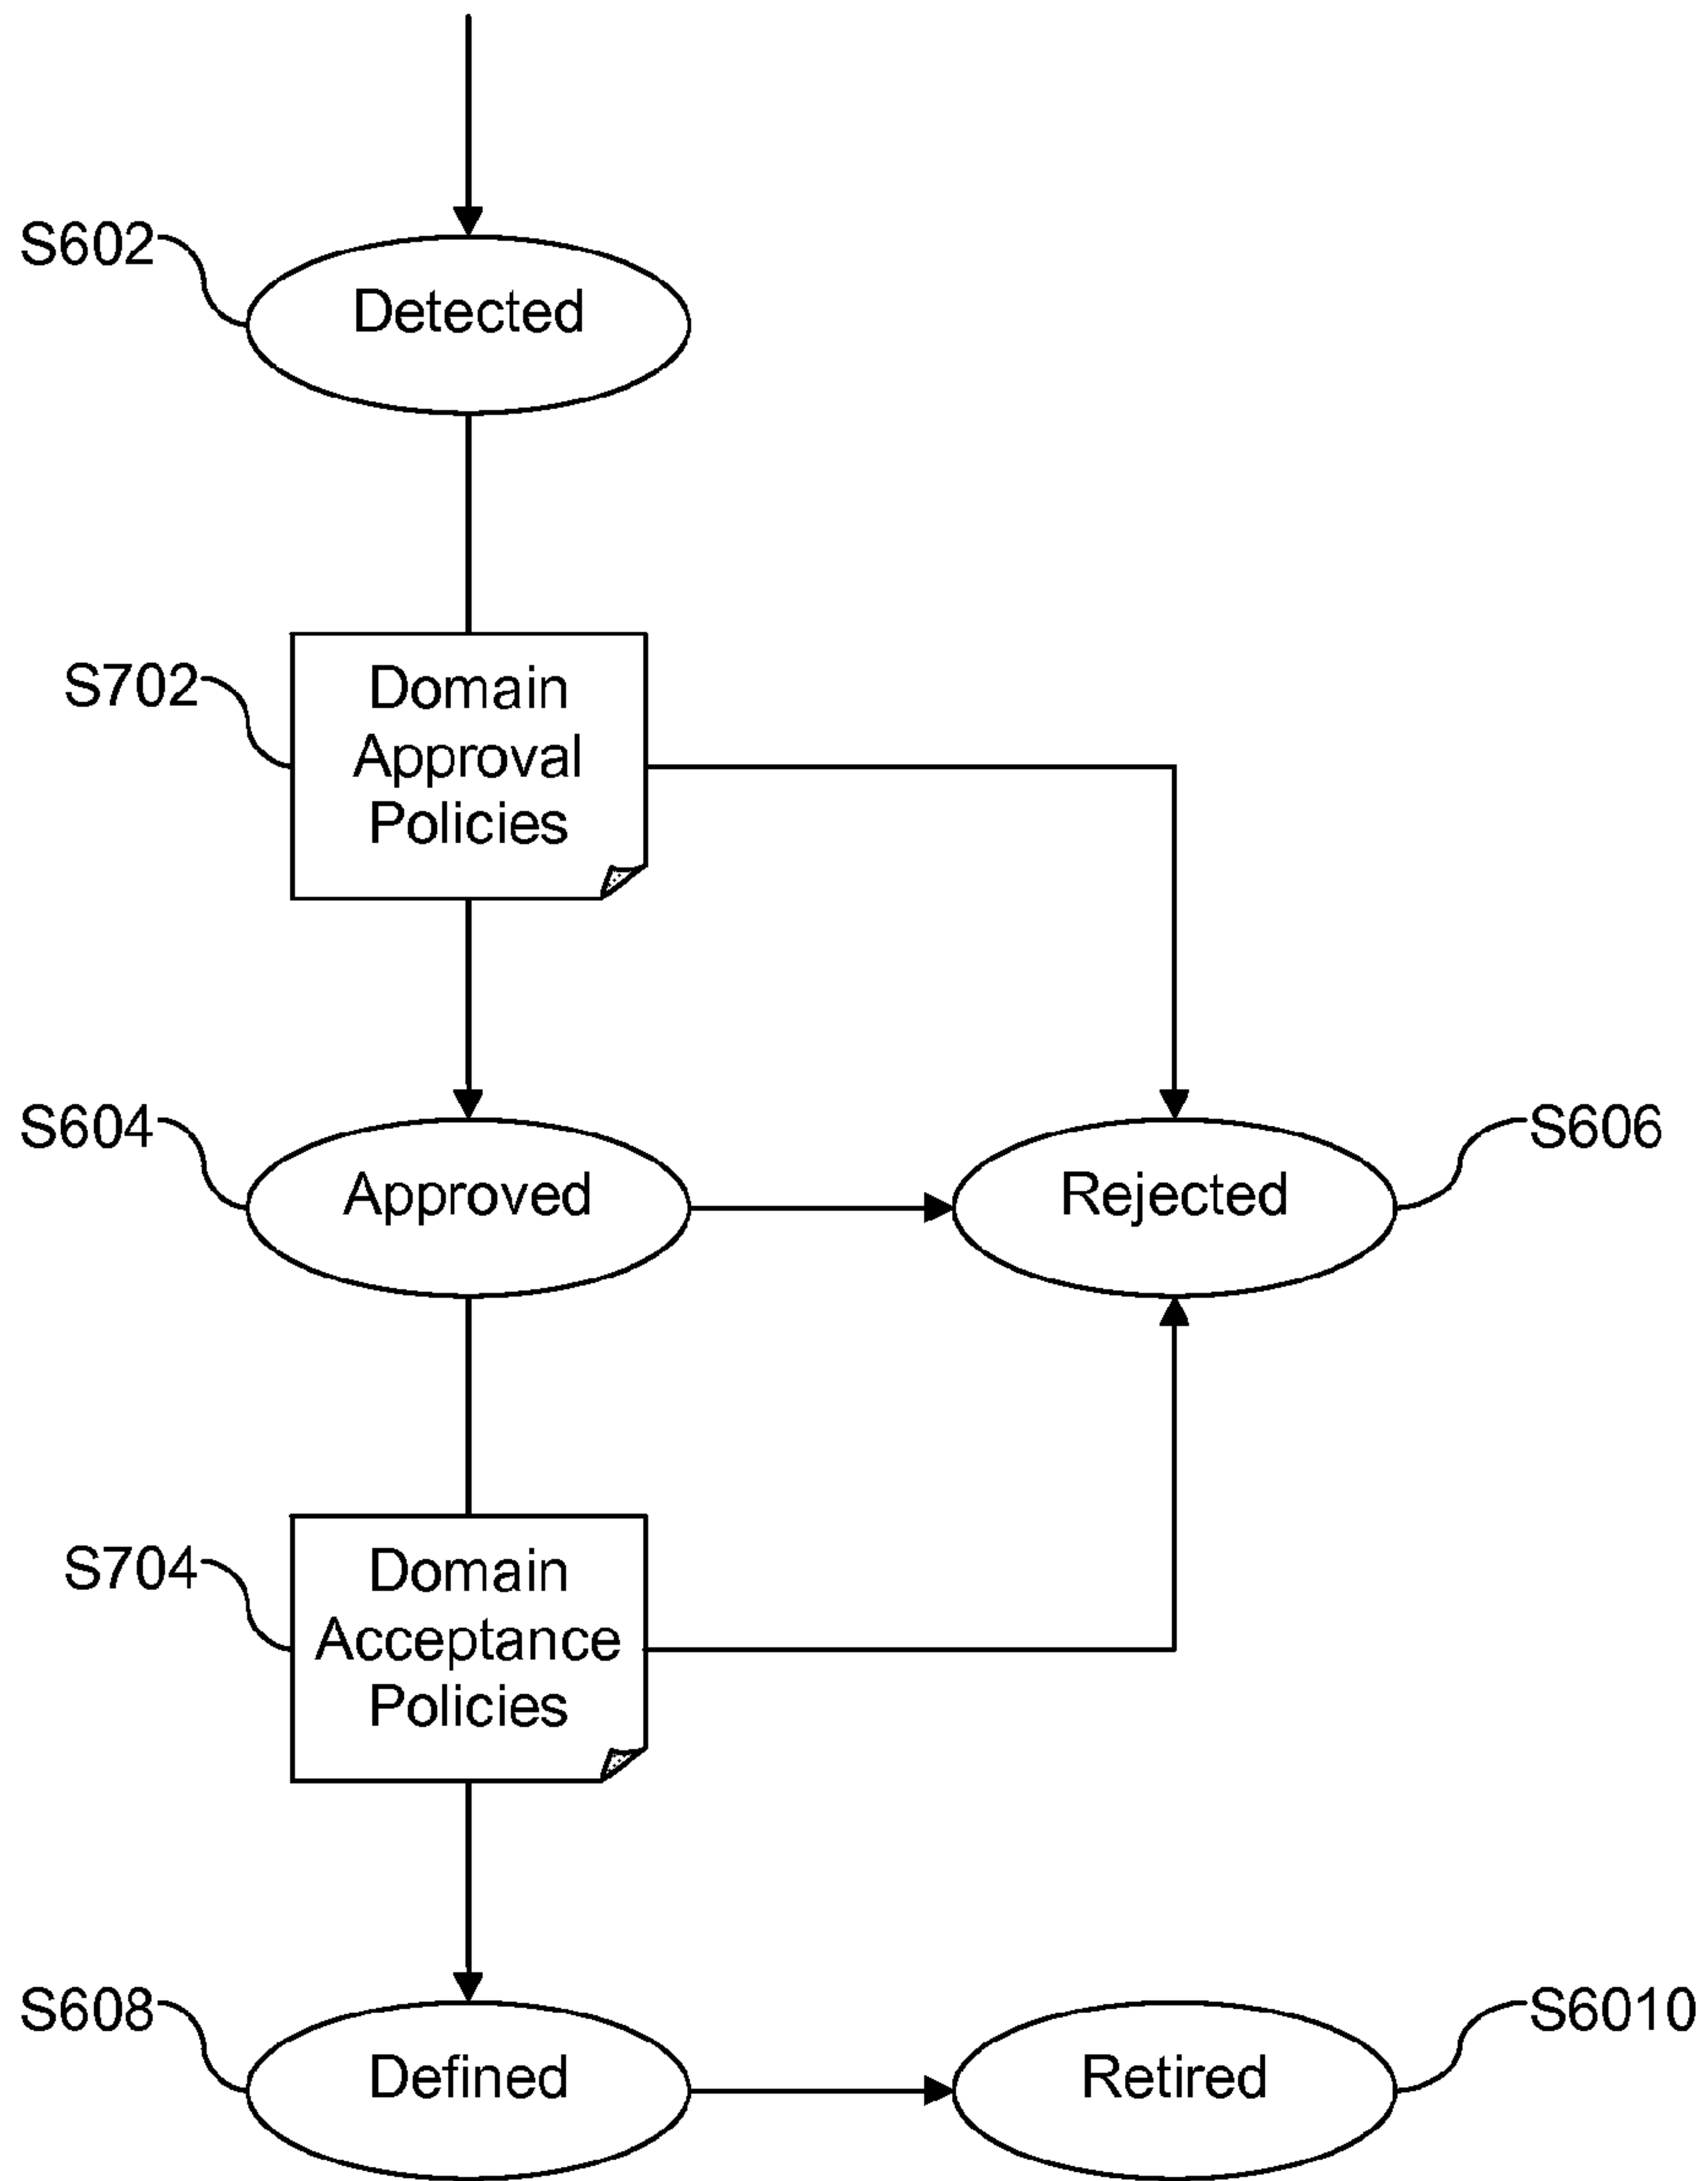 S602
Detected
S702
Domain
Approval
Policies
S604
Approved
Rejected
S606
S704
Domain
Acceptance
Policies
S608
Defined
Retired
S6010